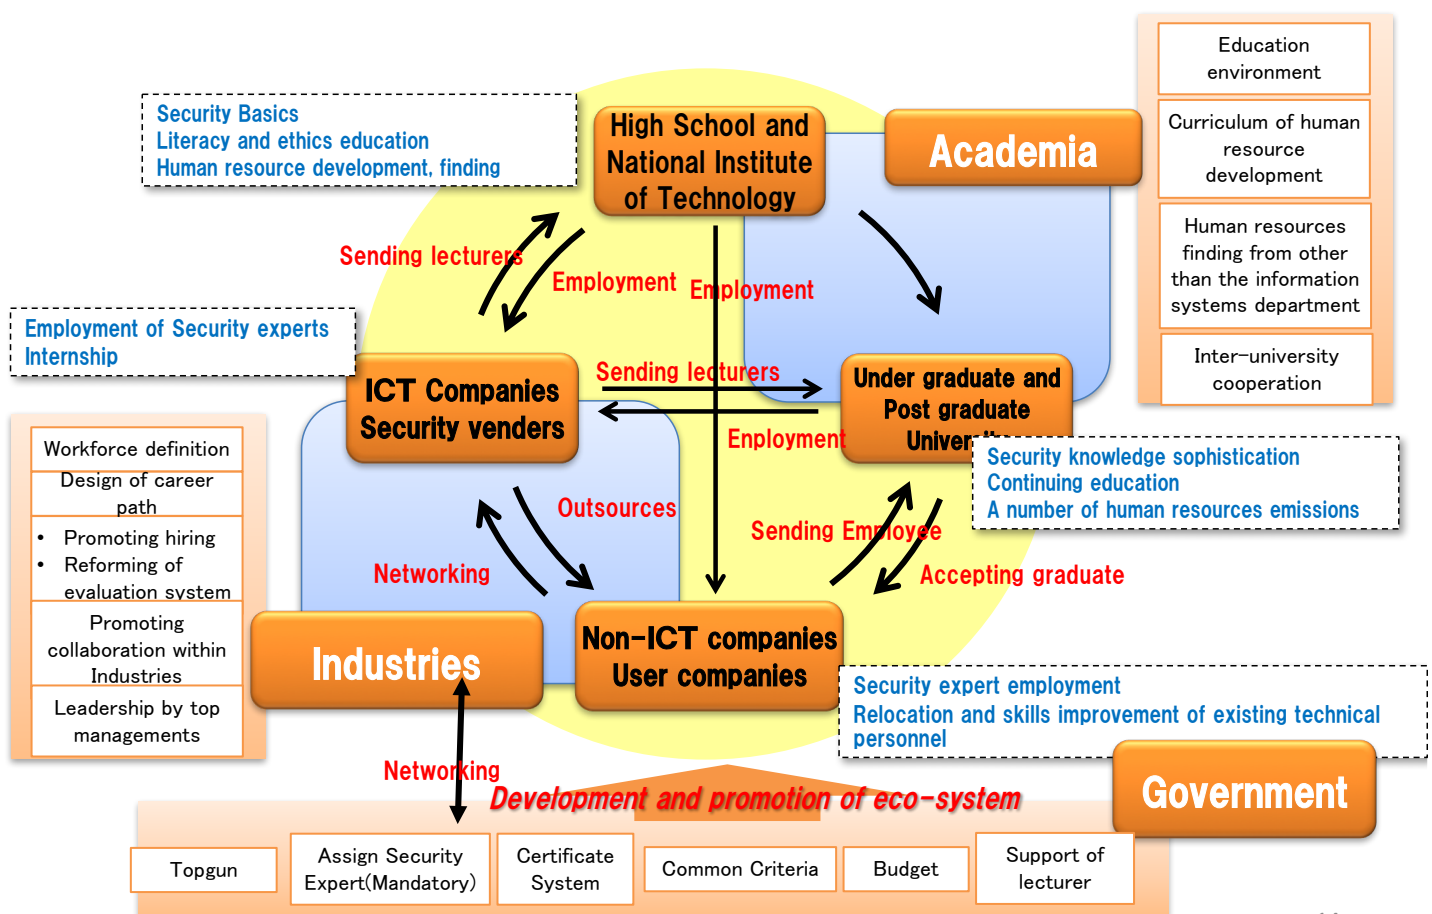 Education
environment
Curriculum of human
resource
development
Human resources
finding from other
than the information
systems department
Inter-university
cooperation
Academia
High School and
National Institute
of Technology
Security Basics
Literacy and ethics education
Human resource development, finding
Sending lecturers
Employment
Employment
Employment of Security experts
Internship
ICT Companies
Security venders
Sending lecturers
Enployment
Under graduate and
Post graduate
Security knowledge sophistication
Continuing education
A number of human resources emissions
Workforce definition
Design of career
path
• Promoting hiring
• Reforming of
evaluation system
Promoting
collaboration within
Industries
Leadership by top
managements
Outsources
Networking
Sending Employee
Accepting graduate
Industries
Non-ICT companies
User companies
Security expert employment
Relocation and skills improvement of existing technical
personnel
Government
Networking
Development and promotion of eco-system
Topgun
Assign Security
Expert(Mandatory)
Certificate
System
Common Criteria
Budget
Support of
lecturer